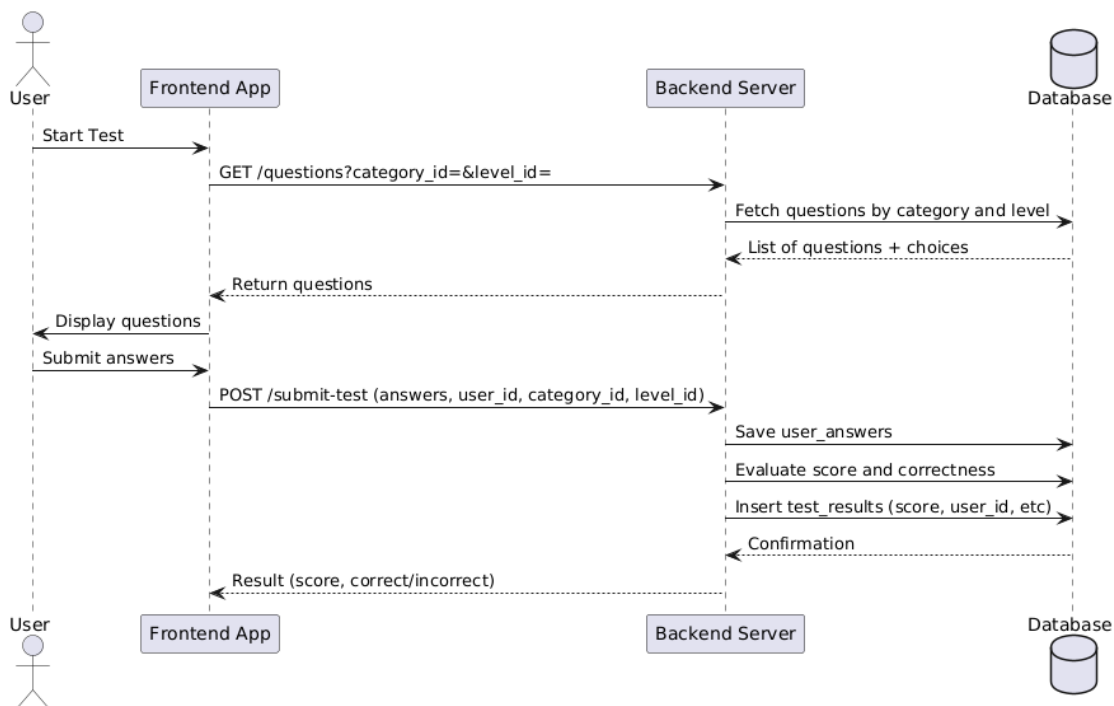 User
Frontend App
Backend Server
Database
Start Test
GET /questions?category_id=&level_id=
Fetch questions by category and level
List of questions + choices
Return questions
Display questions
Submit answers
POST /submit-test (answers, user_id, category_id, level_id)
Save user_answers
Evaluate score and correctness
Insert test_results (score, user_id, etc)
Confirmation
Result (score, correct/incorrect)
User
Frontend App
Backend Server
Database